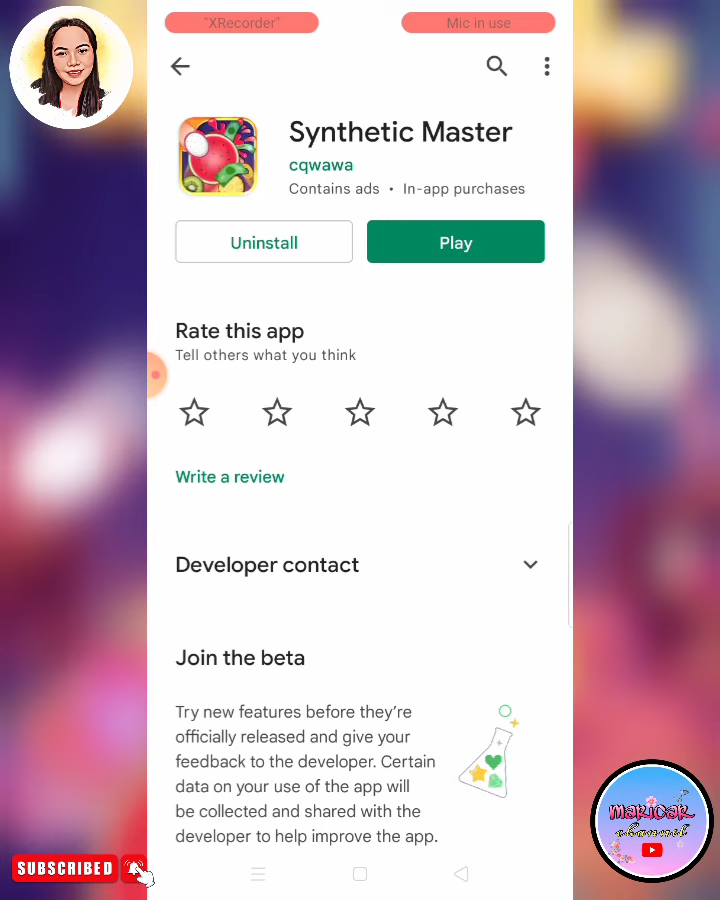 "XRecorder"
Mic in use
Synthetic Master
cqwawa
Contains ads • In-app purchases
Uninstall
Play
Rate this app
Tell others what you think
Write a review
Developer contact
Join the beta
Try new features before they're
officially released and give your
feedback to the developer. Certain
data on your use of the app will
be collected and shared with the
developer to help improve the app.
MARICAR
channel
SUBSCRIBED